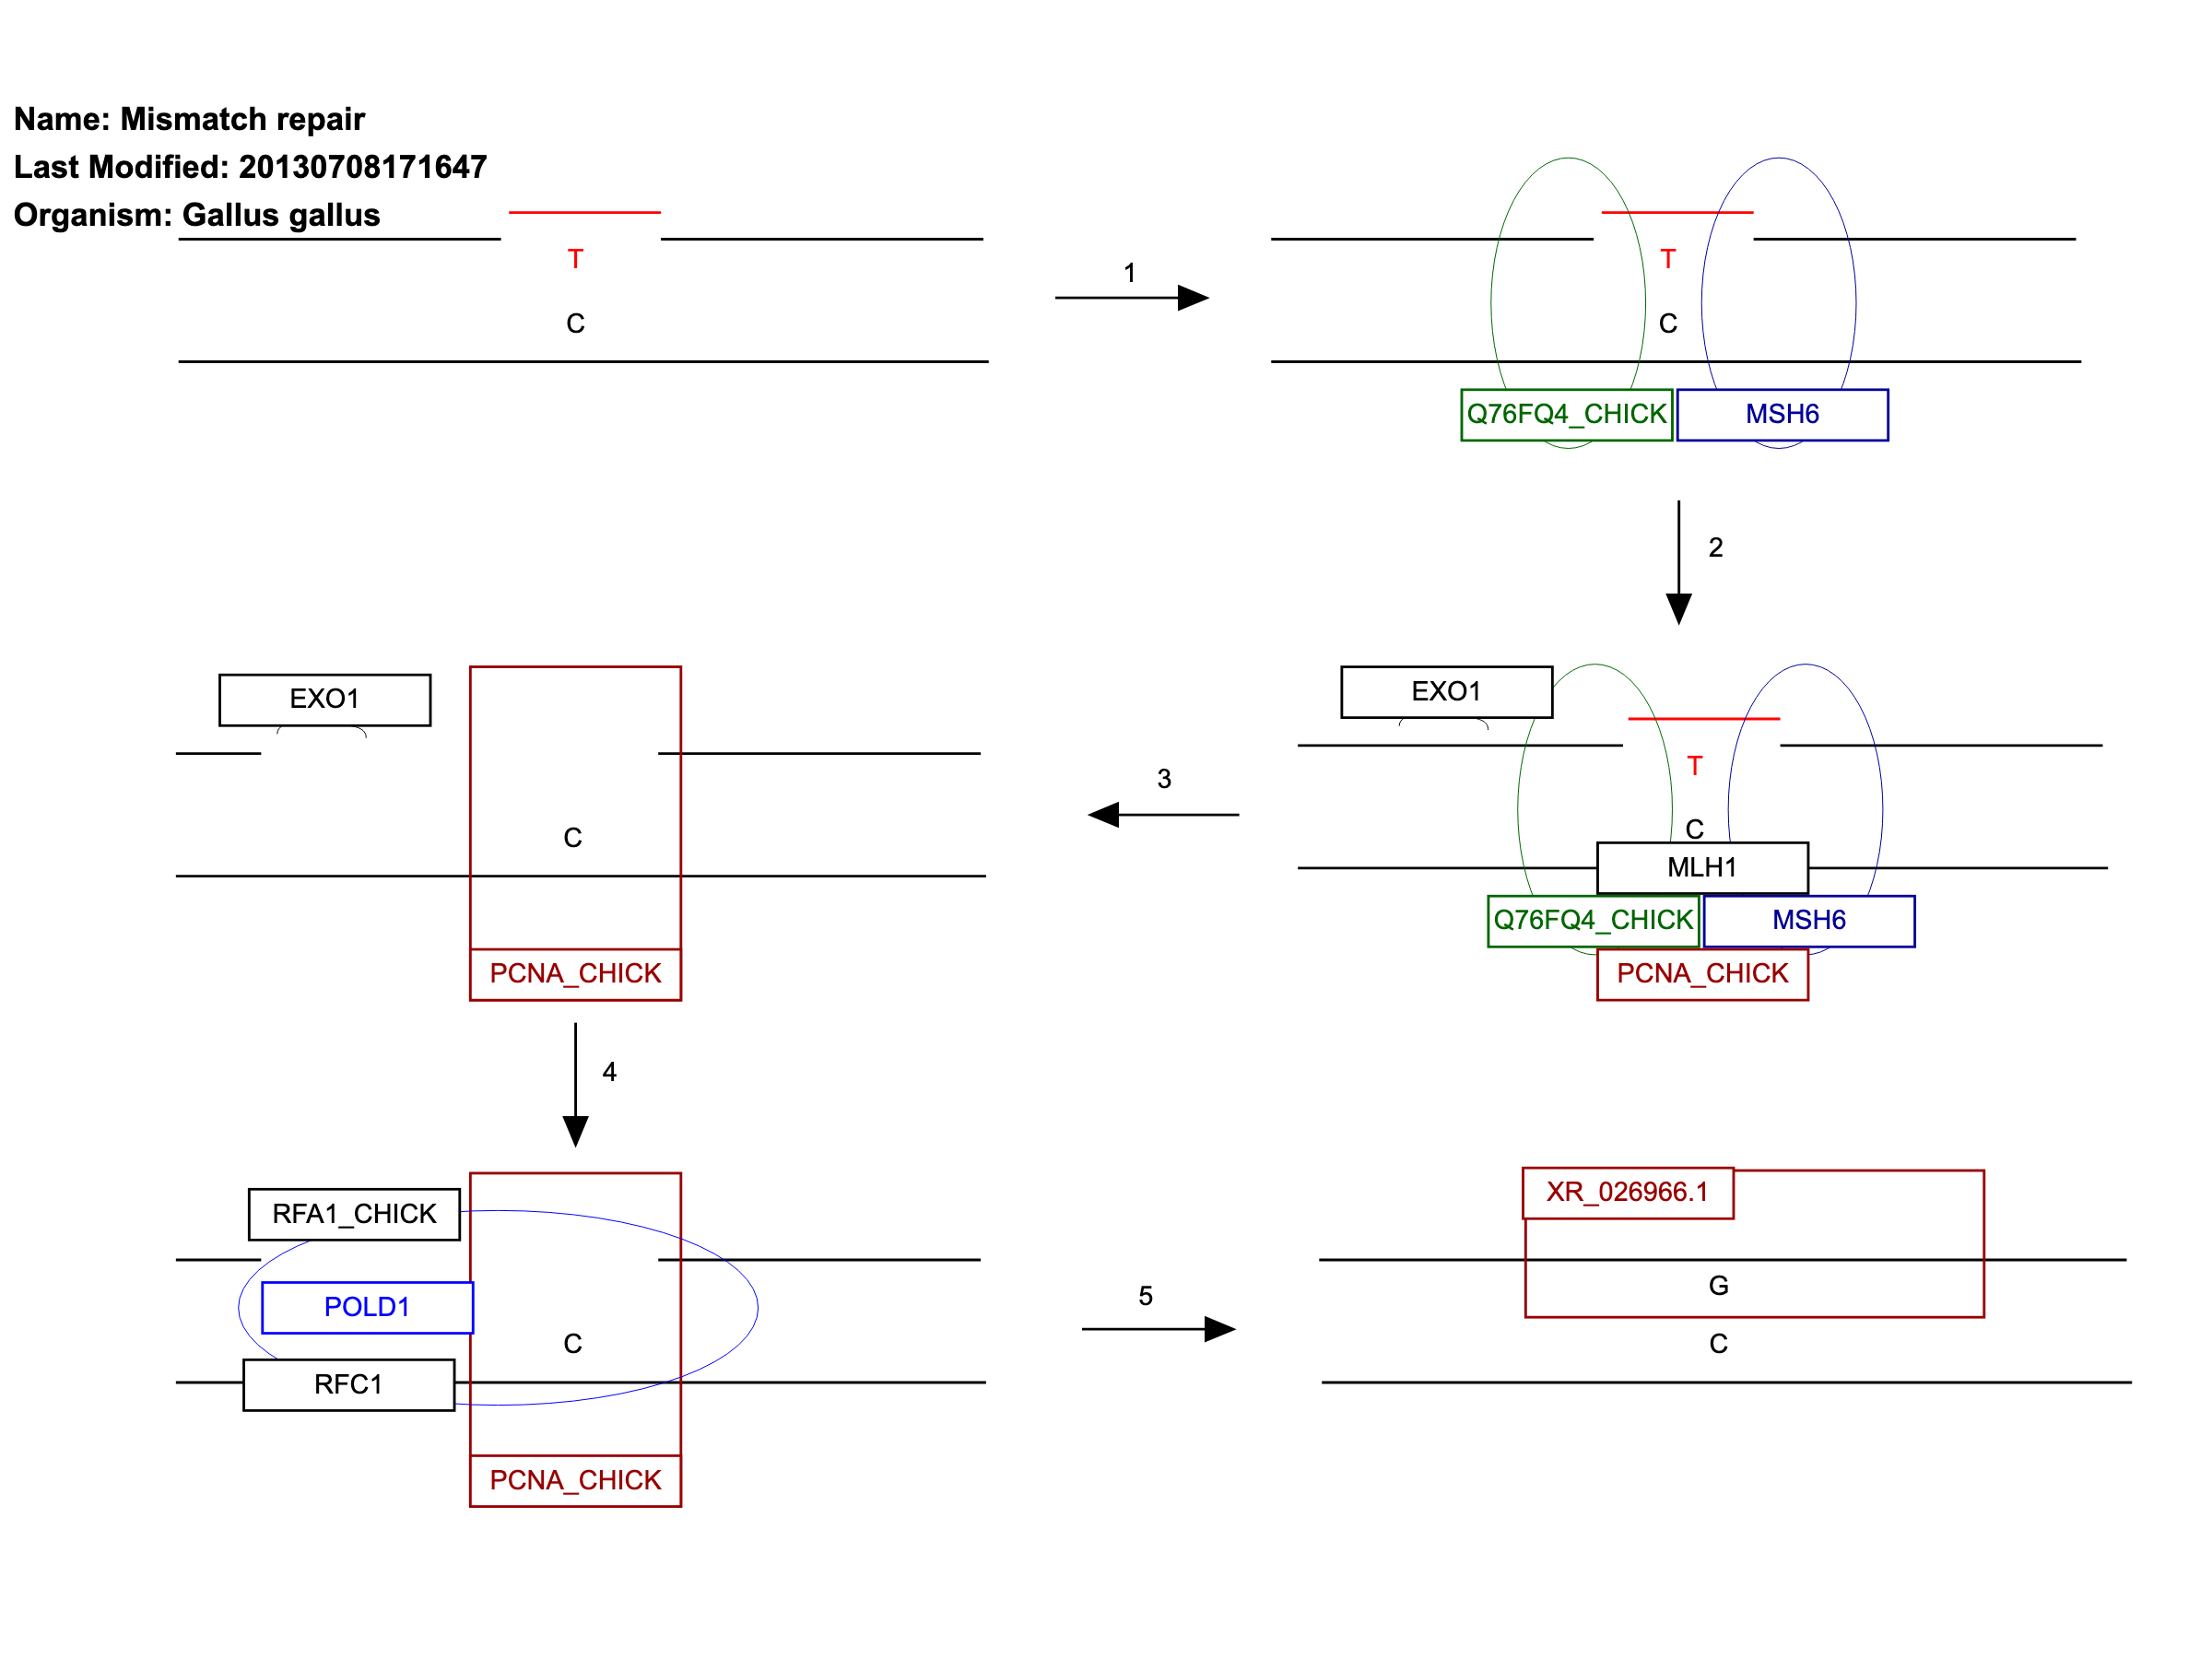 Name: Mismatch repair
Last Modified: 20130708171647
Organism: Gallus gallus
T
C
1
T
C
Q76FQ4_CHICK
MSH6
2
EXO1
T
C
MLH1
Q76FQ4_CHICK
MSH6
PCNA_CHICK
3
EXO1
C
PCNA_CHICK
4
RFA1_CHICK
POLD1
C
RFC1
PCNA_CHICK
5
XR_026966.1
G
C